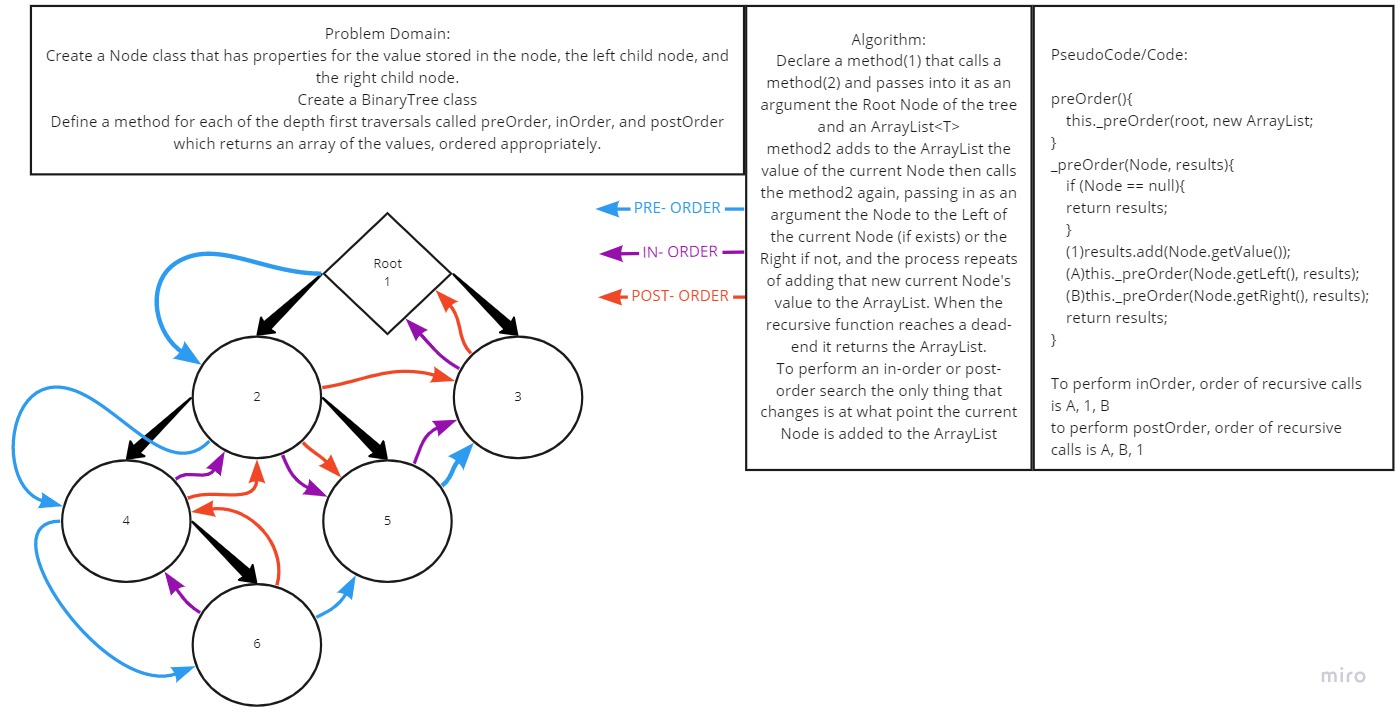 Problem Domain:
Create a Node class that has properties for the value stored in the node, the left child node, and
the right child node.
Create a BinaryTree class
Define a method for each of the depth first traversals called preOrder, inOrder, and postOrder
which returns an array of the values, ordered appropriately.
Algorithm:
Declare a method(1) that calls a
method(2) and passes into it as an
argument the Root Node of the tree
and an ArrayList<T>
method2 adds to the ArrayList the
value of the current Node then calls
the method2 again, passing in as an
argument the Node to the Left of
the current Node (if exists) or the
Right if not, and the process repeats
of adding that new current Node's
value to the ArrayList. When the
recursive function reaches a dead-
end it returns the ArrayList.
To perform an in-order or post-
order search the only thing that
changes is at what point the current
Node is added to the ArrayList
PseudoCode/Code:
preOrder(){
this._preOrder(root, new ArrayList;
}
_preOrder(Node, results){
if (Node == null){
return results;
}
(1)results.add(Node.getValue());
(A)this._preOrder(Node.getLeft(), results);
(B)this._preOrder(Node.getRight(), results);
return results;
}
To perform inOrder, order of recursive calls
is A, 1, B
to perform postOrder, order of recursive
calls is A, B, 1
PRE- ORDER
IN- ORDER
POST- ORDER
Root
1
2
3
4
5
6
miro